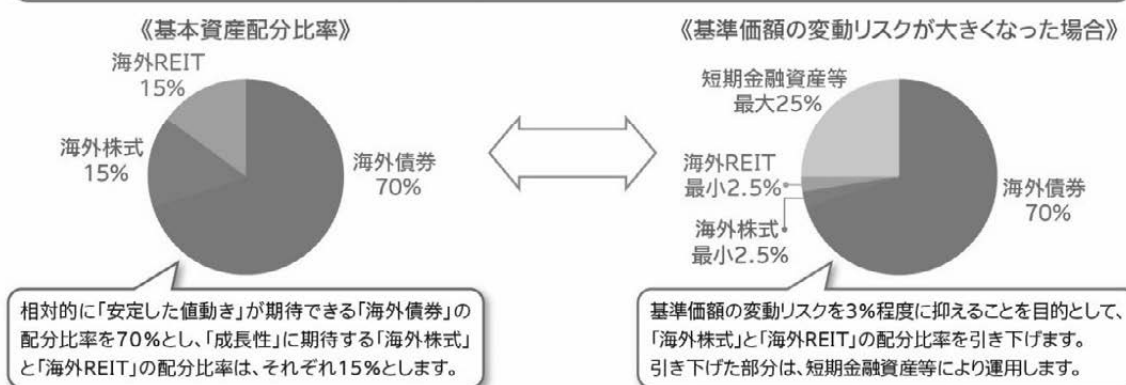 《基本資産配分比率》
海外REIT
15%
海外株式
15%
海外債券
70%
相対的に「安定した値動き」が期待できる「海外債券」の
配分比率を70%とし、「成長性」に期待する「海外株式」
と「海外REIT」の配分比率は、それぞれ15%とします。
《基準価額の変動リスクが大きくなった場合》
短期金融資産等
最大25%
海外REIT
最小2.5%
海外株式
最小2.5%
海外債券
70%
基準価額の変動リスクを3%程度に抑えることを目的として、
「海外株式」と「海外REIT」の配分比率を引き下げます。
引き下げた部分は、短期金融資産等により運用します。